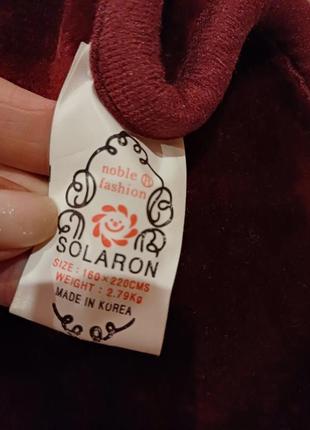 noble ®
fashion
SOLARON
SIZE : 160 × 220CMS
WEIGHT : 2.79Kg
MADE IN KOREA